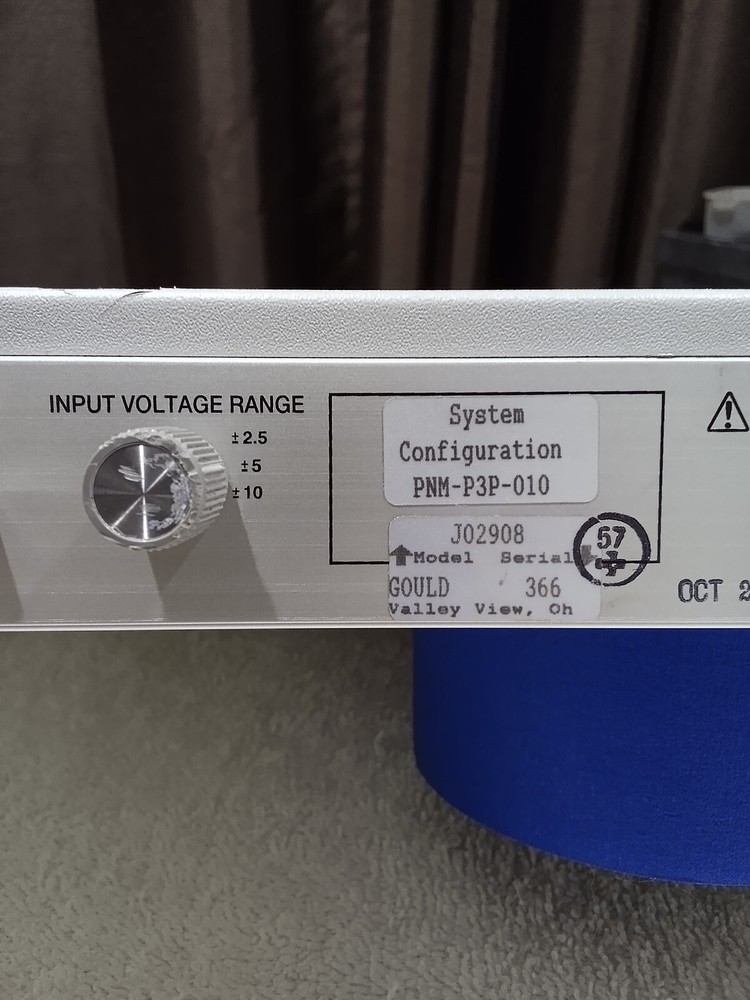 INPUT VOLTAGE RANGE
± 2.5
± 5
± 10
System
Configuration
PNM-P3P-010
J02908
Model Serial
GOULD 366
Valley View, Oh
57
OCT